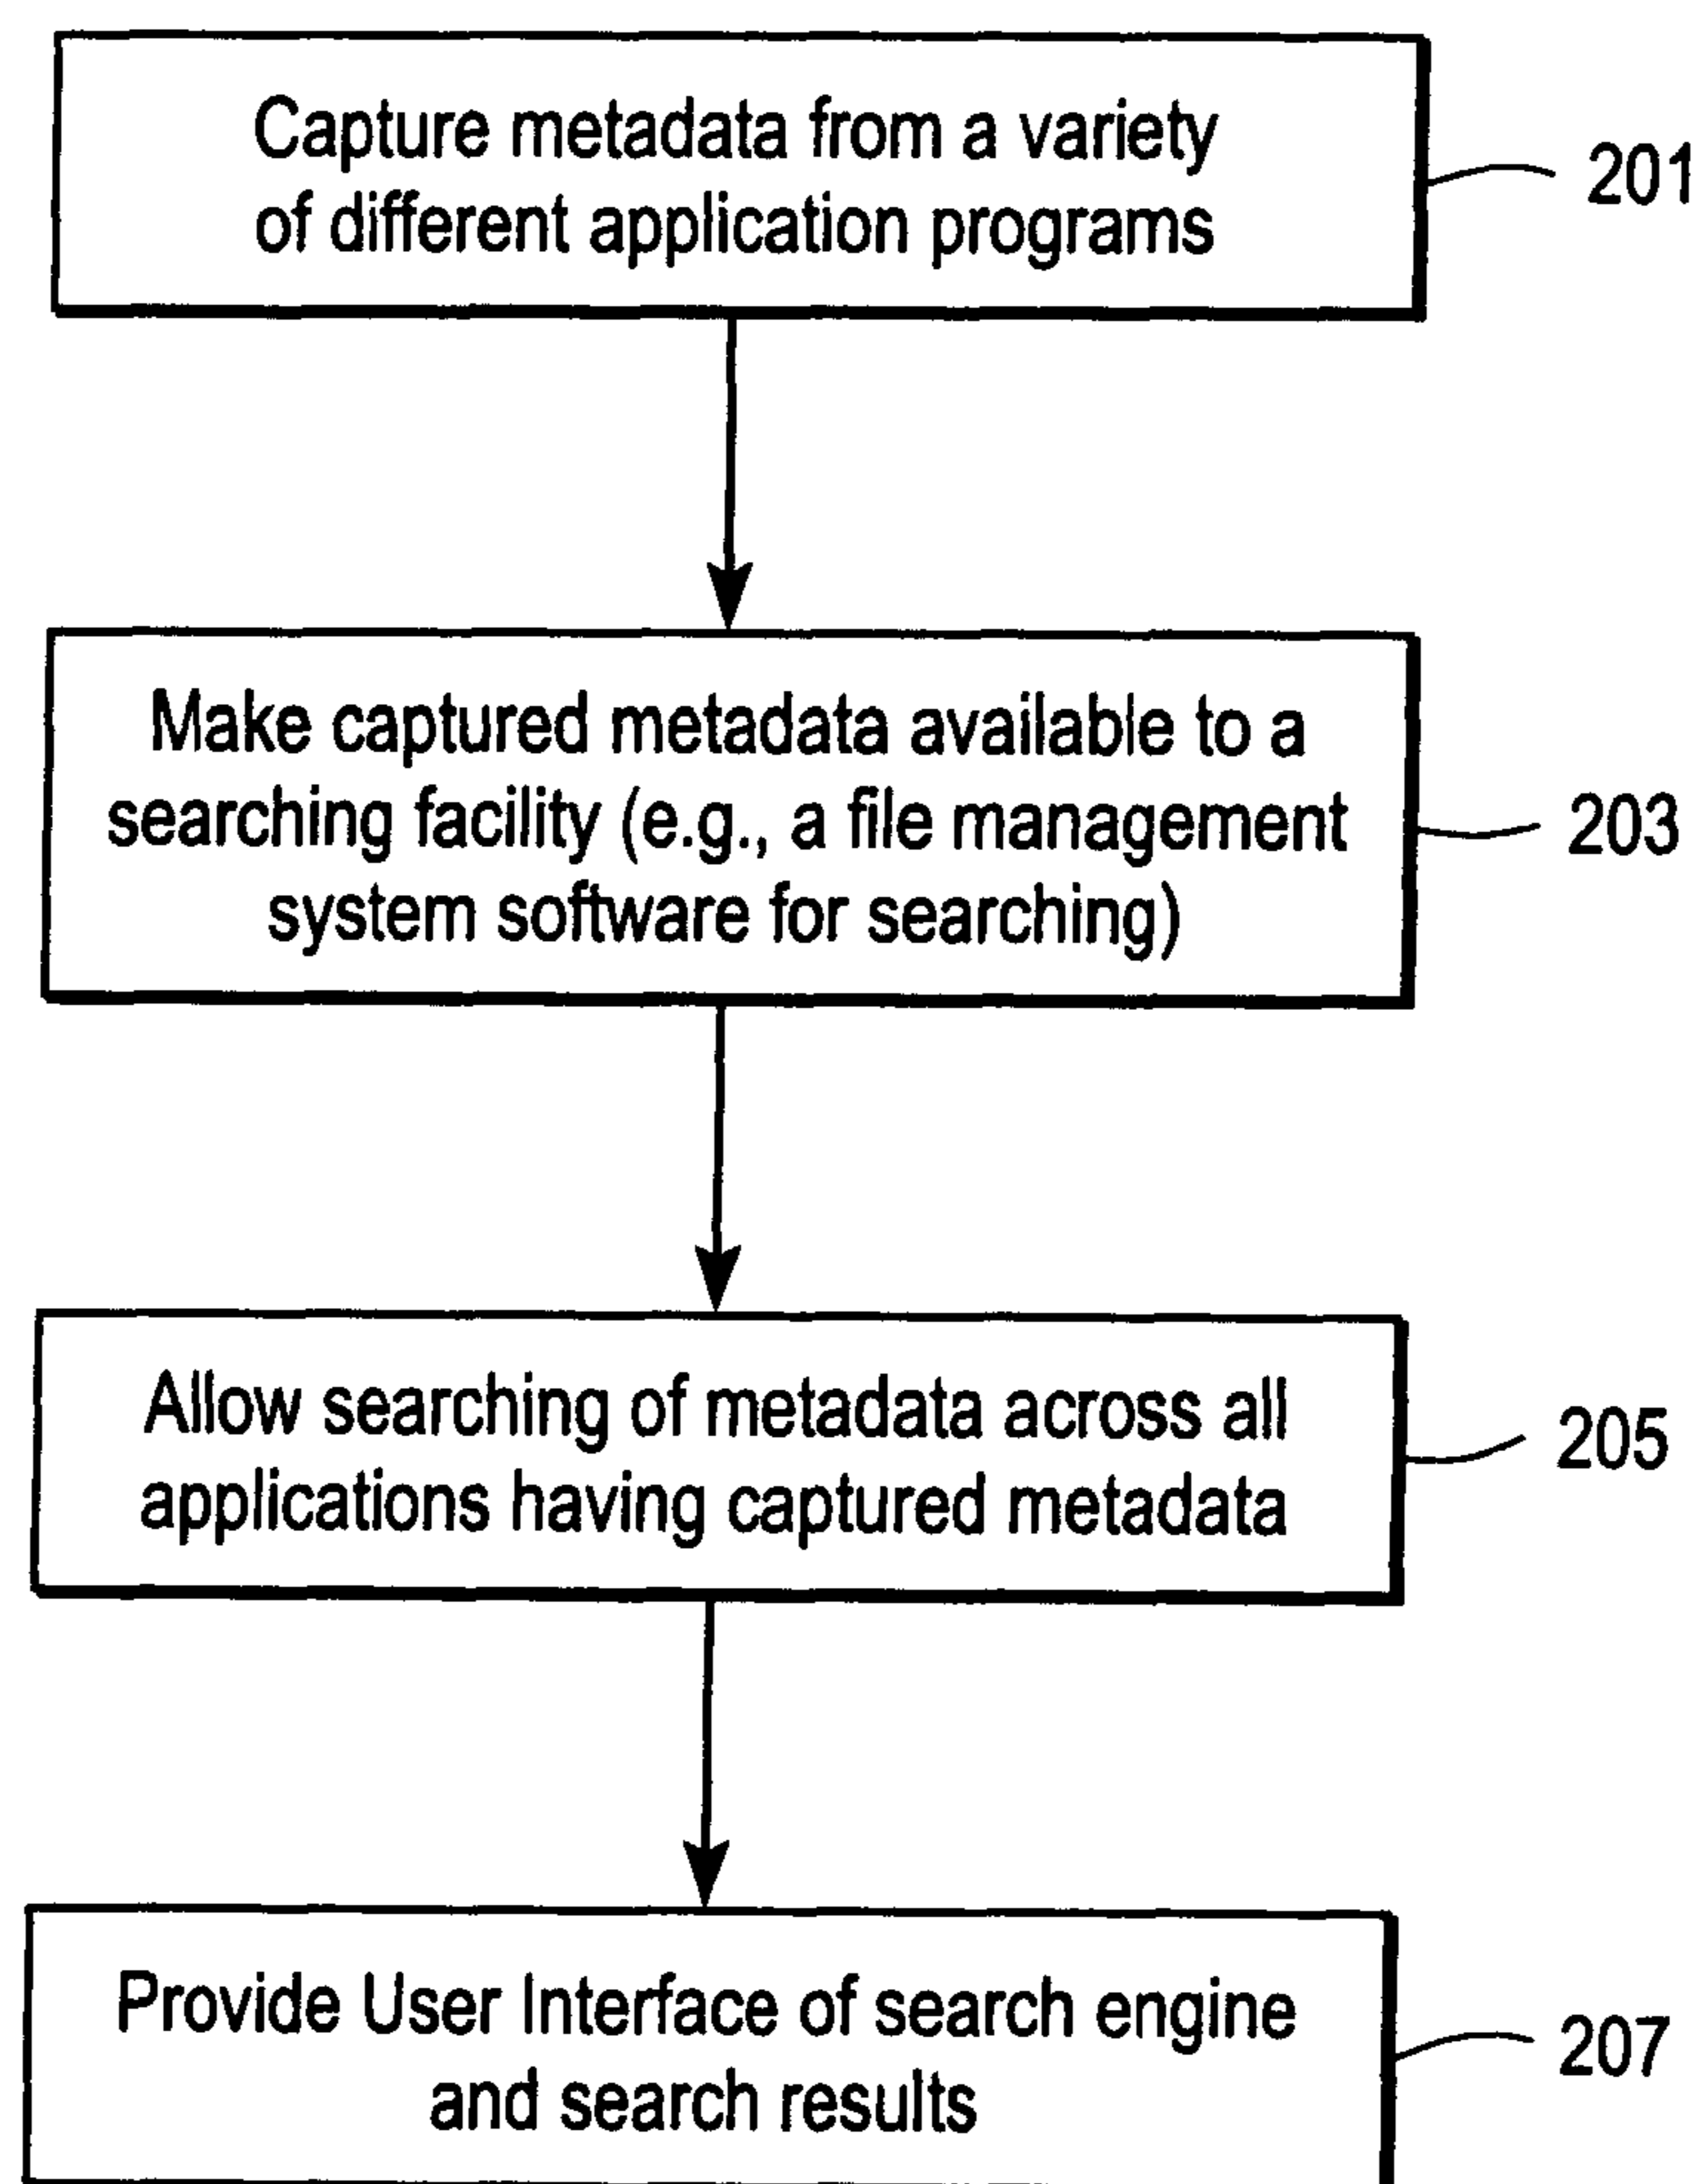 Capture metadata from a variety
of different application programs
201
Make captured metadata available to a
searching facility (e.g., a file management
system software for searching)
203
Allow searching of metadata across all
applications having captured metadata
205
Provide User Interface of search engine
and search results
207